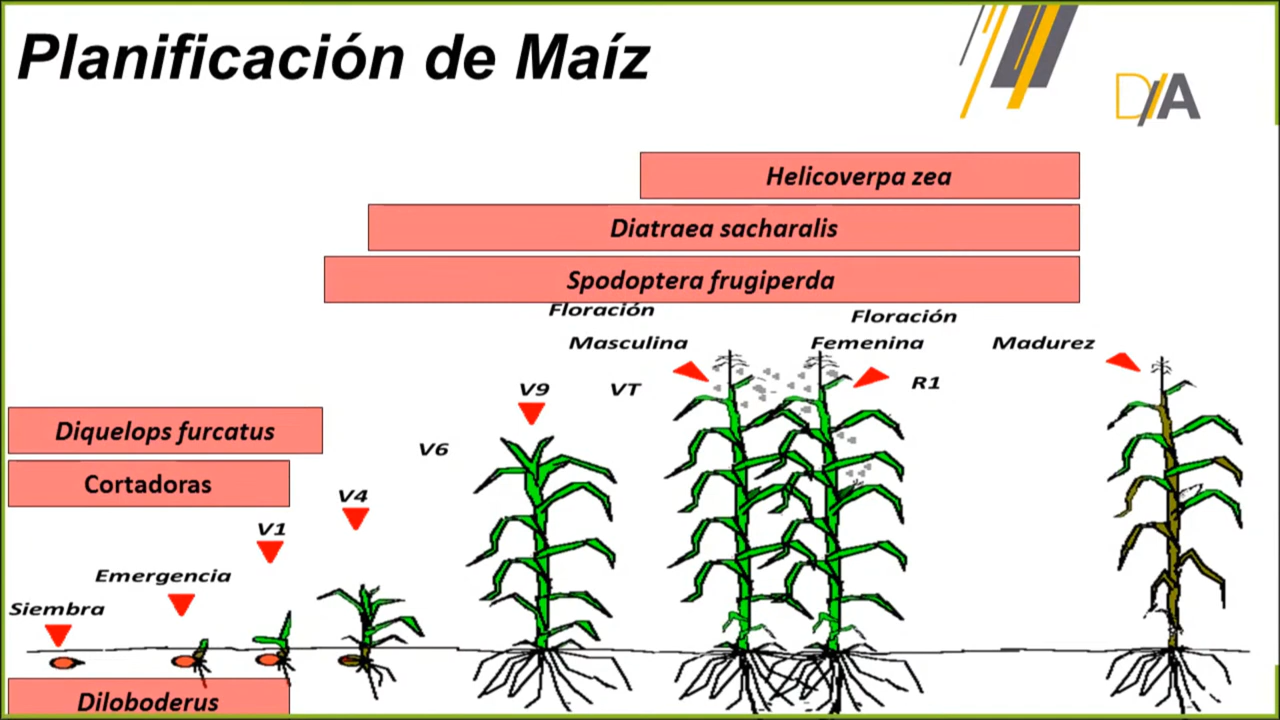 Planificación de Maíz
D/A
Helicoverpa zea
Diatraea sacharalis
Spodoptera frugiperda
Floración
Masculina
Floración
Femenina
Madurez
V9
VT
R1
Diquelops furcatus
V6
Cortadoras
V4
V1
Emergencia
Siembra
Diloboderus